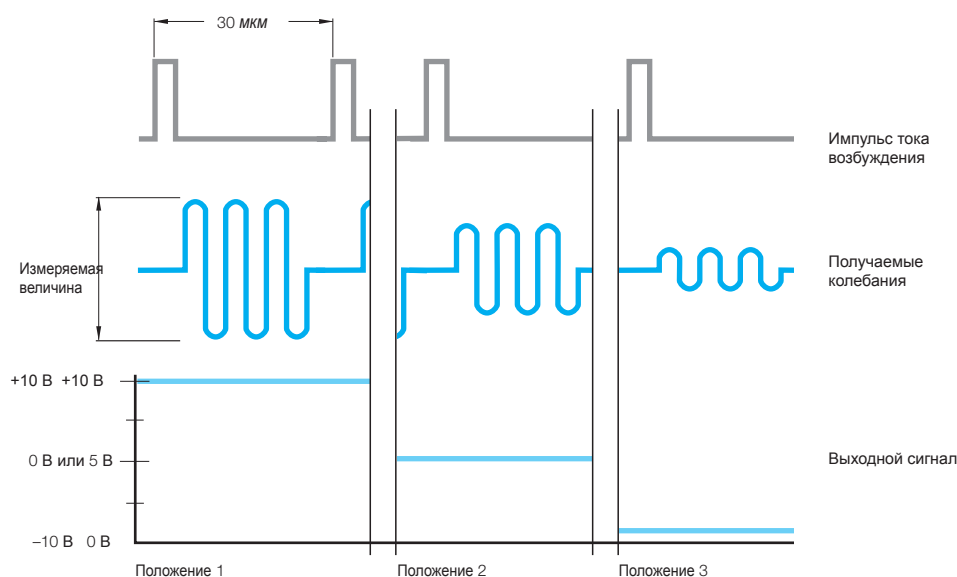 30 мкм
Импульс тока
возбуждения
Измеряемая
величина
Получаемые
колебания
+10 В +10 В
0 В или 5 В
Выходной сигнал
–10 В 0 В
Положение 1
Положение 2
Положение 3